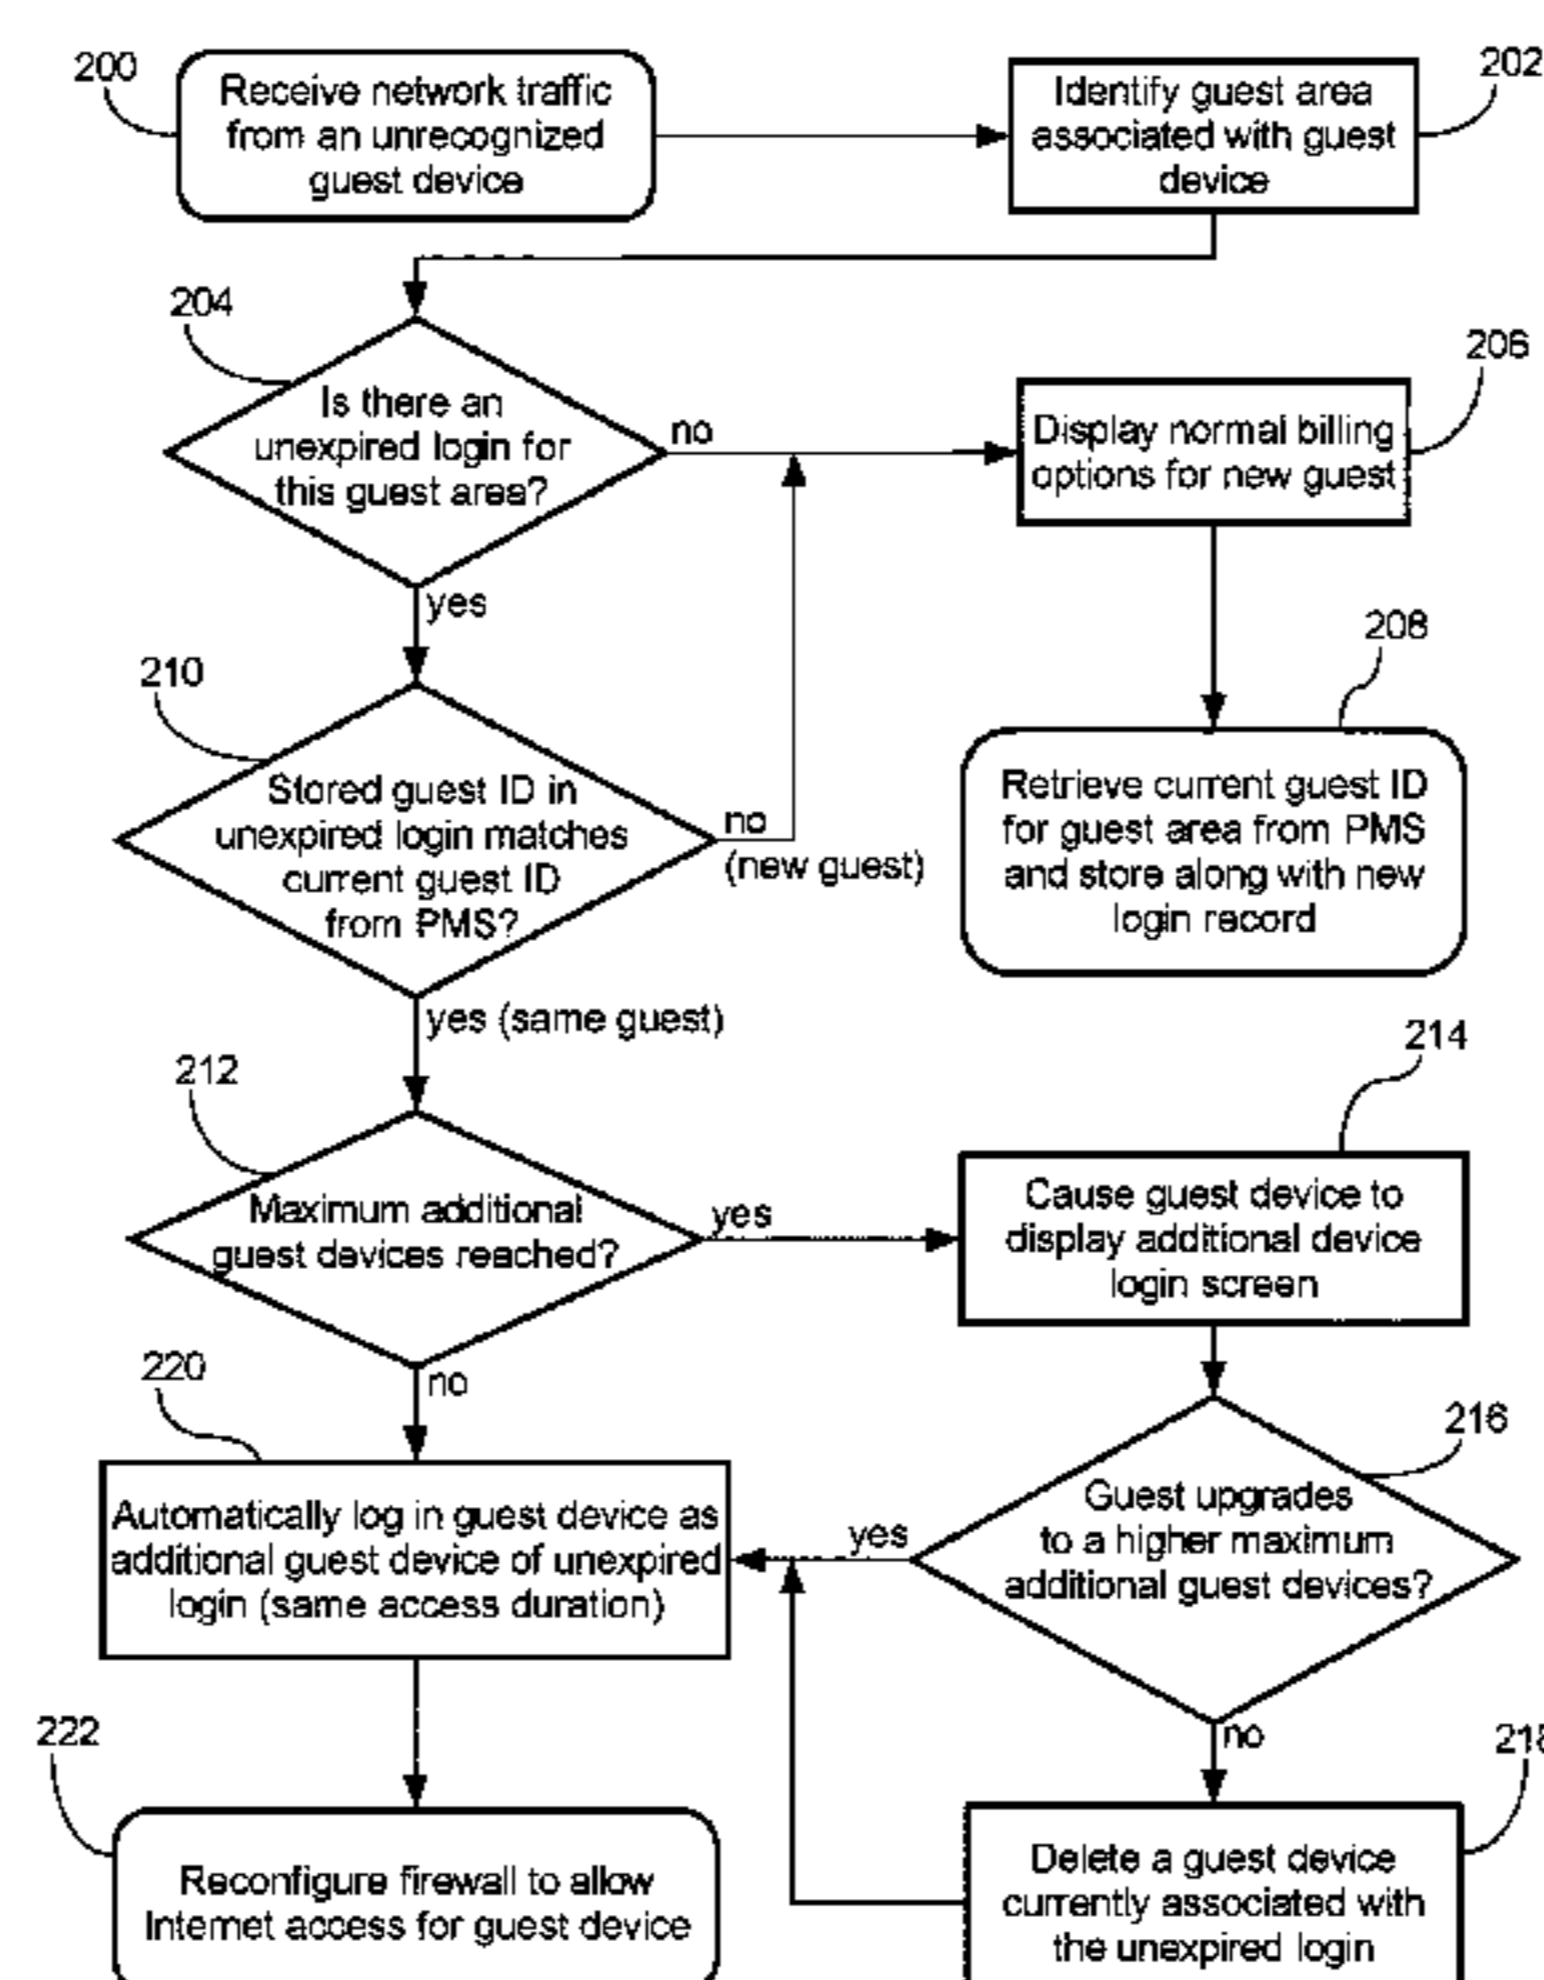 200
Receive network traffic
from an unrecognized
guest device
202
Identify guest area
associated with guest
device
204
Is there an
unexpired login for
this guest area?
no
yes
206
Display normal billing
options for new guest
208
Retrieve current guest ID
for guest area from PMS
and store along with new
login record
210
Stored guest ID in
unexpired login matches
current guest ID
from PMS?
no
(new guest)
yes (same guest)
212
Maximum additional
guest devices reached?
yes
no
214
Cause guest device to
display additional device
login screen
216
Guest upgrades
to a higher maximum
additional guest devices?
yes
no
218
Delete a guest device
currently associated with
the unexpired login
220
Automatically log in guest device as
additional guest device of unexpired
login (same access duration)
222
Reconfigure firewall to allow
Internet access for guest device